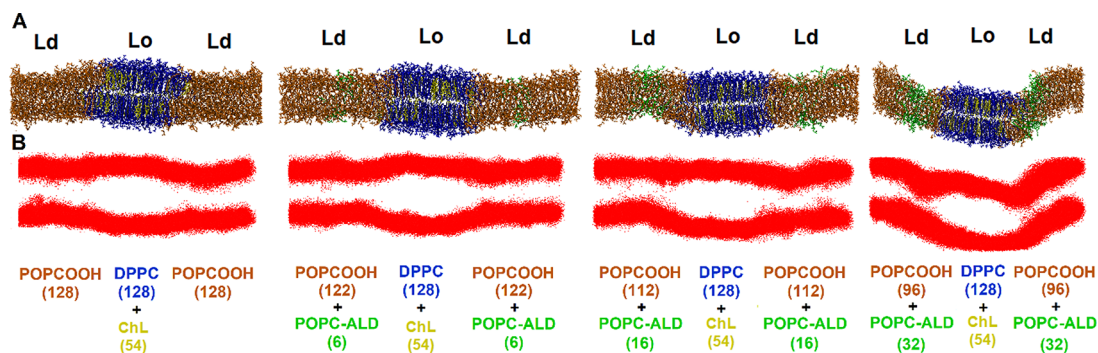 A
Ld Lo Ld Ld Lo Ld Ld Lo Ld Ld Lo Ld
B
POPCOOH DPPC POPCOOH POPCOOH DPPC POPCOOH POPCOOH DPPC POPCOOH POPCOOH DPPC POPCOOH
(128) (128) (128) (122) (128) (122) (112) (128) (112) (96) (128) (96)
+ + + + + + + + + +
ChL POPC-ALD ChL POPC-ALD POPC-ALD ChL POPC-ALD POPC-ALD ChL POPC-ALD
(54) (6) (54) (6) (16) (54) (16) (32) (54) (32)